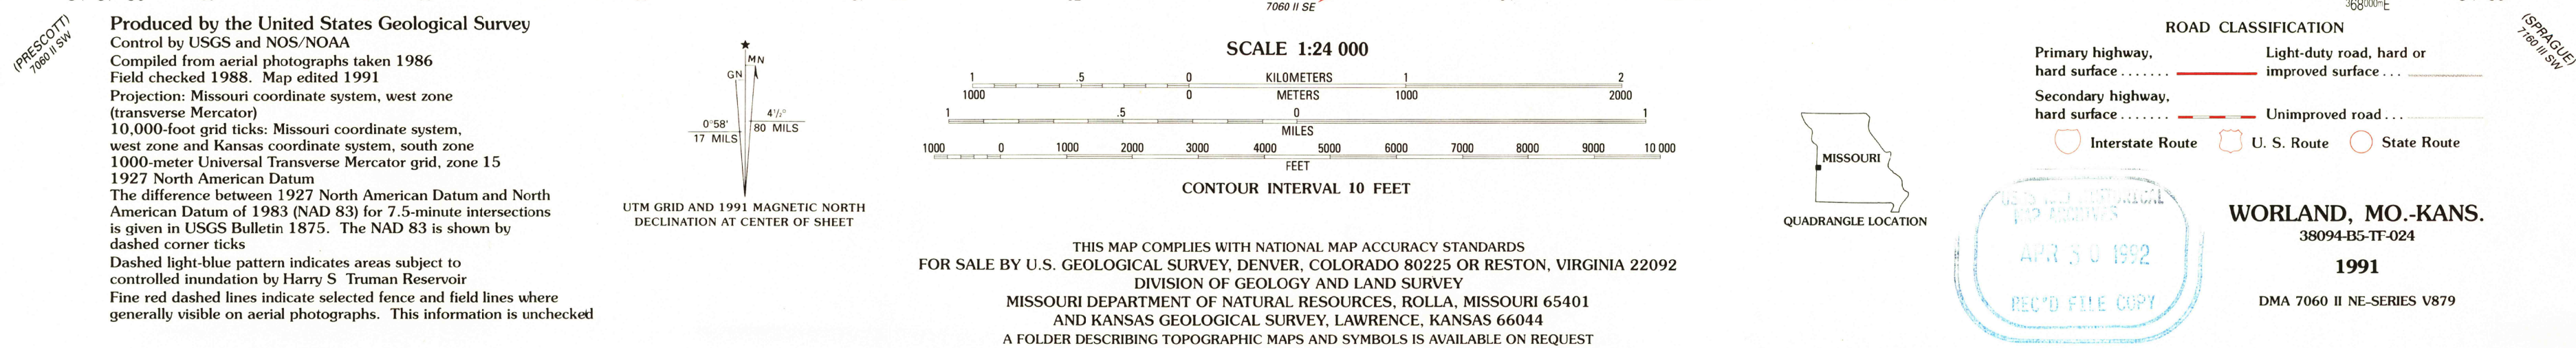 (PRESCOTT)
7060 II SW
Produced by the United States Geological Survey
Control by USGS and NOS/NOAA
Compiled from aerial photographs taken 1986
Field checked 1988. Map edited 1991
Projection: Missouri coordinate system, west zone
(transverse Mercator)
10,000-foot grid ticks: Missouri coordinate system,
west zone and Kansas coordinate system, south zone
1000-meter Universal Transverse Mercator grid, zone 15
1927 North American Datum
The difference between 1927 North American Datum and North
American Datum of 1983 (NAD 83) for 7.5-minute intersections
is given in USGS Bulletin 1875. The NAD 83 is shown by
dashed corner ticks
Dashed light-blue pattern indicates areas subject to
controlled inundation by Harry S Truman Reservoir
Fine red dashed lines indicate selected fence and field lines where
generally visible on aerial photographs. This information is unchecked
MN
GN
0°58'
17 MILS
4½°
80 MILS
UTM GRID AND 1991 MAGNETIC NORTH
DECLINATION AT CENTER OF SHEET
7060 II SE
SCALE 1:24 000
1 .5 0 KILOMETERS 1 2
1000 0 METERS 1000 2000
1 .5 0 1
MILES
1000 0 1000 2000 3000 4000 5000 6000 7000 8000 9000 10 000
FEET
CONTOUR INTERVAL 10 FEET
THIS MAP COMPLIES WITH NATIONAL MAP ACCURACY STANDARDS
FOR SALE BY U.S. GEOLOGICAL SURVEY, DENVER, COLORADO 80225 OR RESTON, VIRGINIA 22092
DIVISION OF GEOLOGY AND LAND SURVEY
MISSOURI DEPARTMENT OF NATURAL RESOURCES, ROLLA, MISSOURI 65401
AND KANSAS GEOLOGICAL SURVEY, LAWRENCE, KANSAS 66044
A FOLDER DESCRIBING TOPOGRAPHIC MAPS AND SYMBOLS IS AVAILABLE ON REQUEST
MISSOURI
QUADRANGLE LOCATION
368000mE
(SPRAGUE)
7160 III SW
ROAD CLASSIFICATION
Primary highway,
hard surface.......
Light-duty road, hard or
improved surface...
Secondary highway,
hard surface.......
Unimproved road...
Interstate Route U. S. Route State Route
HISTORICAL
MAP ARCHIVES
APR 30 1992
REC'D FILE COPY
WORLAND, MO.-KANS.
38094-B5-TF-024
1991
DMA 7060 II NE-SERIES V879